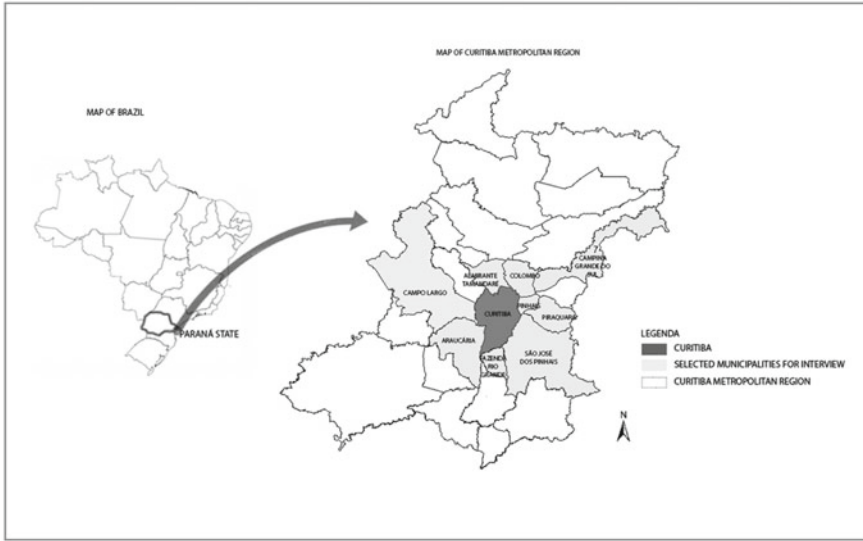 MAP OF CURITIBA METROPOLITAN REGION
MAP OF BRAZIL
PARANÁ STATE
CAMPINA
GRANDE DO
SUL
ALMIRANTE
TAMANDARÉ
COLOMBO
CAMPO LARGO
CURITIBA
PINHAIS
PIRAQUARA
ARAUCÁRIA
SÃO JOSÉ
DOS PINHAIS
FAZENDA
RIO
GRANDE
LEGENDA
CURITIBA
SELECTED MUNICIPALITIES FOR INTERVIEW
CURITIBA METROPOLITAN REGION
N